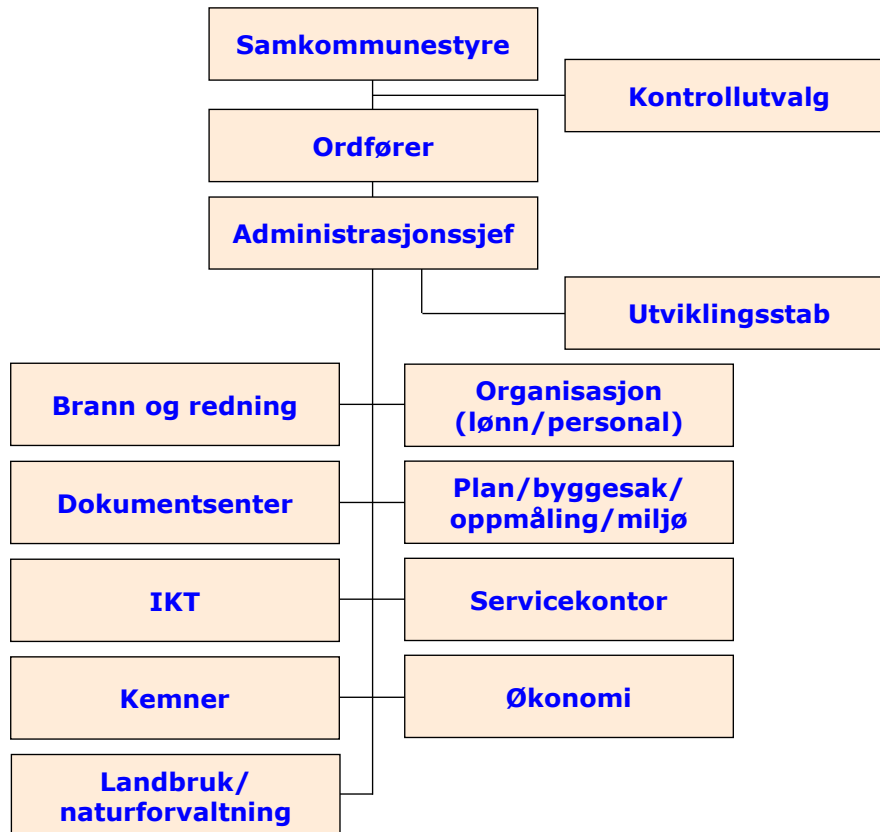 Samkommunestyre
Kontrollutvalg
Ordfører
Administrasjonssjef
Utviklingsstab
Brann og redning
Organisasjon
(lønn/personal)
Dokumentsenter
Plan/byggesak/
oppmåling/miljø
IKT
Servicekontor
Kemner
Økonomi
Landbruk/
naturforvaltning